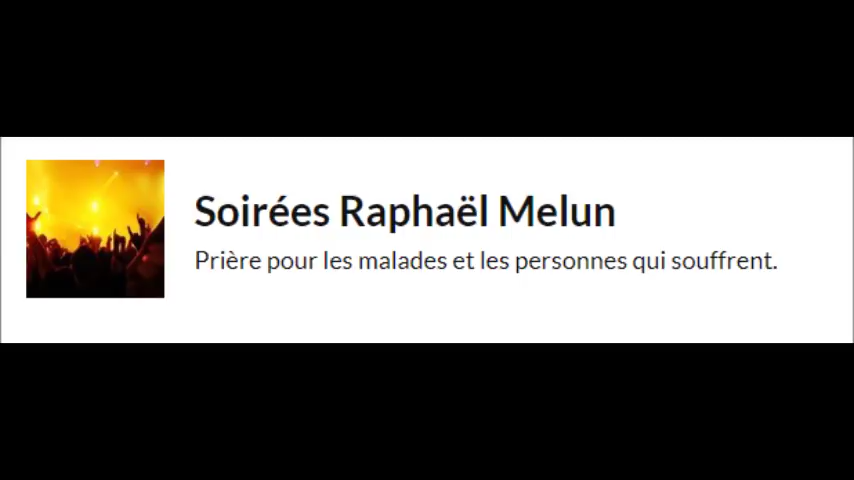 Soirées Raphaël Melun
Prière pour les malades et les personnes qui souffrent.